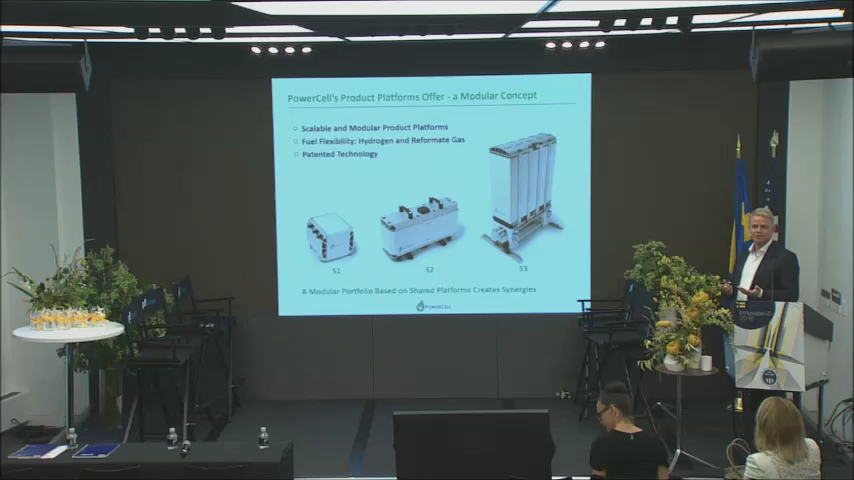 PowerCell's Product Platforms Offer - a Modular Concept
Scalable and Modular Product Platforms
Fuel Flexibility: Hydrogen and Reformate Gas
Patented Technology
S1
S2
S3
A Modular Portfolio Based on Shared Platforms Creates Synergies
POWERCELL